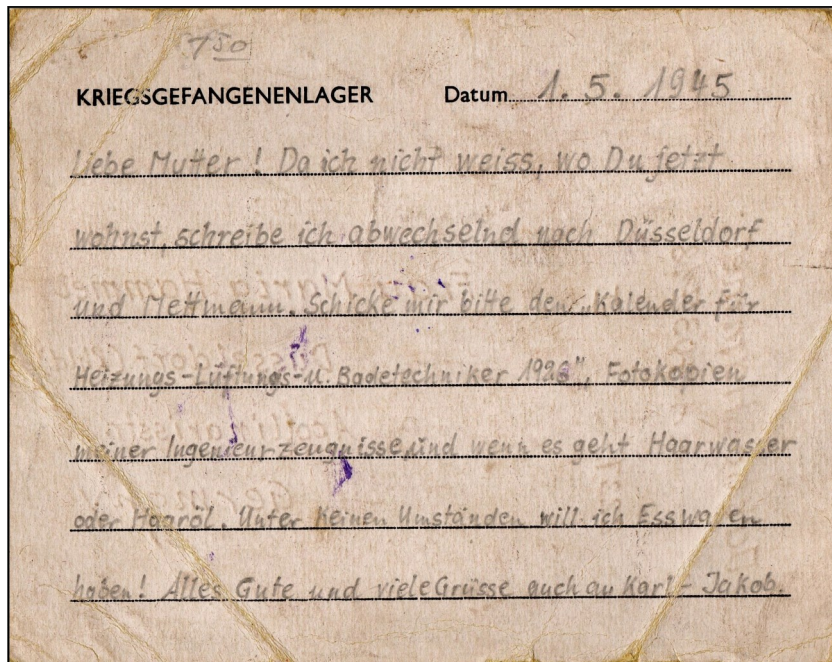 750
KRIEGSGEFANGENENLAGER Datum 1. 5. 1945
Liebe Mutter ! Da ich nicht weiss, wo Du jetzt
wohnst, schreibe ich abwechselnd nach Düsseldorf
und Mettmann. Schicke mir bitte den „Kalender für
Heizungs-Lüftungs-u. Badetechniker 1926", Fotokopien
meiner Ingenieurzeugnisse, und wenn es geht Haarwasser
oder Haaröl. Unter keinen Umständen will ich Esswaren
haben! Alles Gute und viele Grüsse auch an Karl - Jakob.